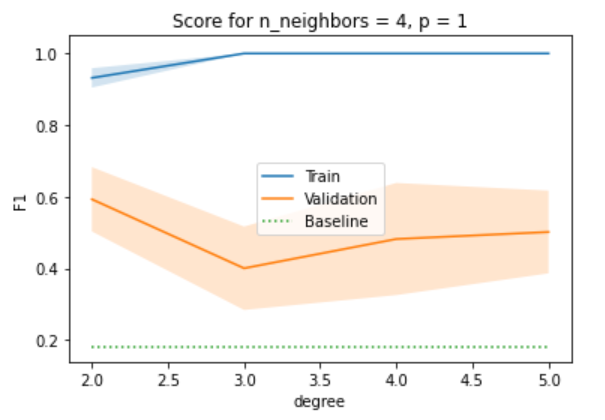 Score for n_neighbors = 4, p = 1
1.0
0.8
0.6
0.4
0.2
F1
Train
Validation
Baseline
2.0 2.5 3.0 3.5 4.0 4.5 5.0
degree